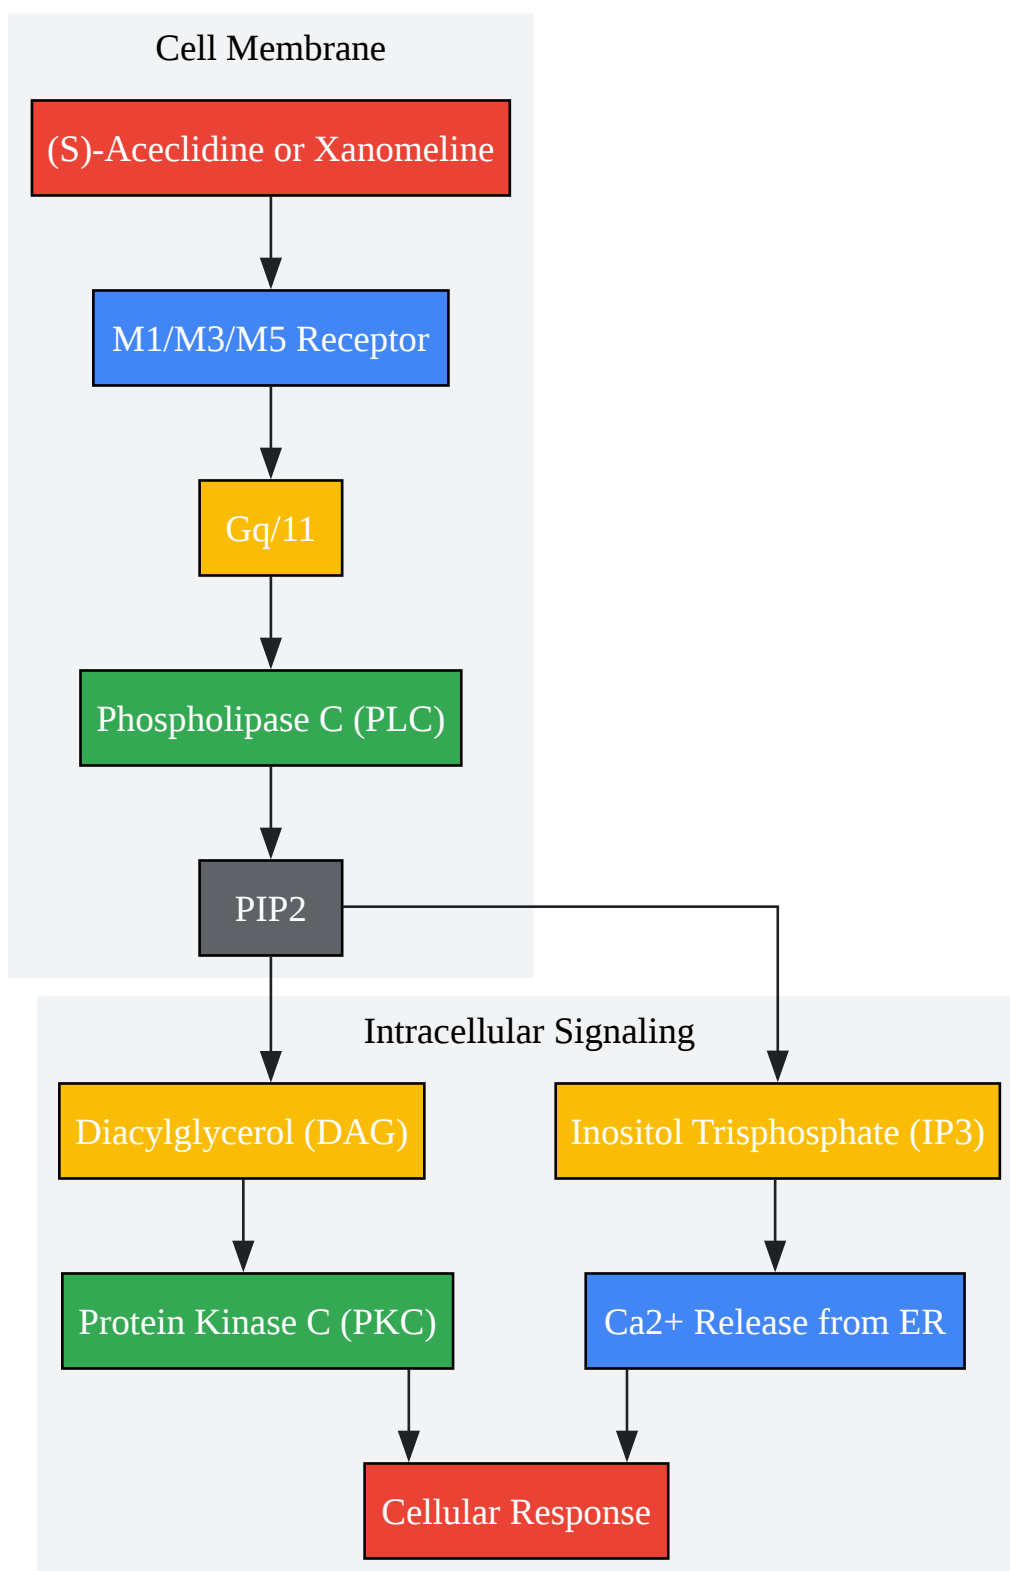 Cell Membrane
(S)-Aceclidine or Xanomeline
M1/M3/M5 Receptor
Gq/11
Phospholipase C (PLC)
PIP2
Intracellular Signaling
Diacylglycerol (DAG)
Inositol Trisphosphate (IP3)
Protein Kinase C (PKC)
Ca2+ Release from ER
Cellular Response